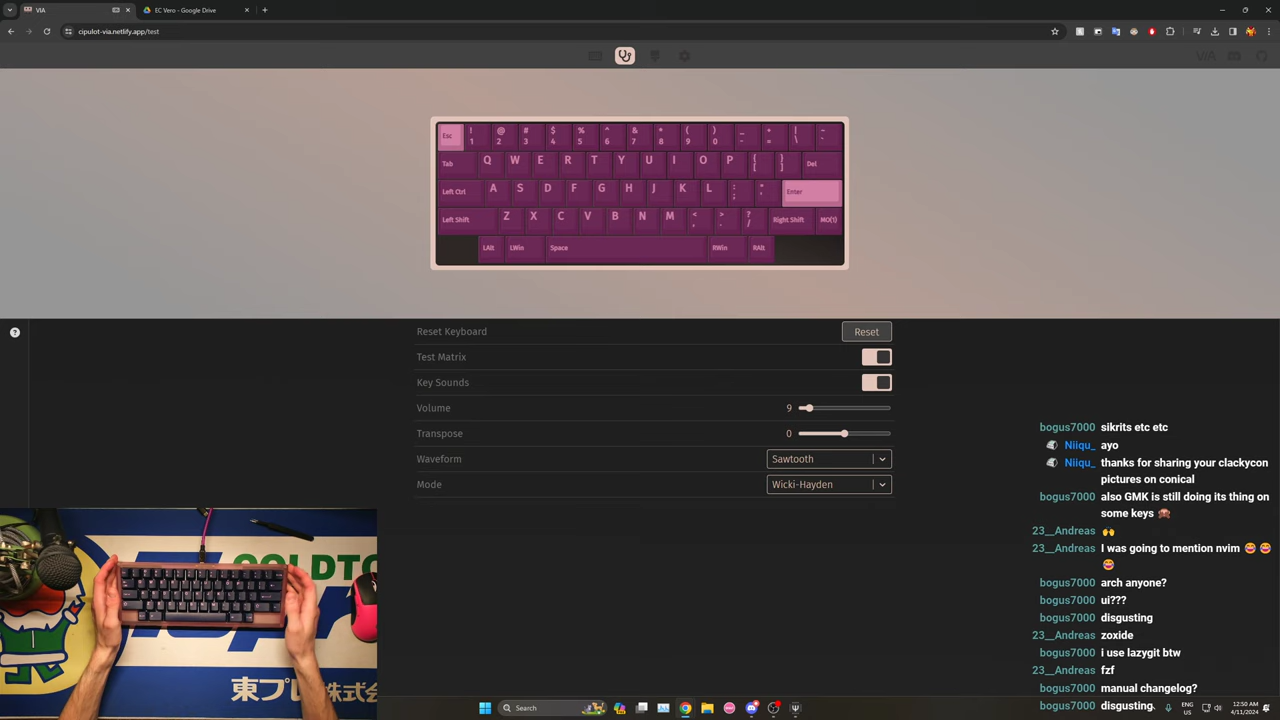 VIA
EC Vero - Google Drive
cipulot-via.netlify.app/test
VIA
Esc ! 1 @ 2 # 3 $ 4 % 5 ^ 6 & 7 * 8 ( 9 ) 0 _ - + = | \ ~ `
Tab Q W E R T Y U I O P { [ } ] Del
Left Ctrl A S D F G H J K L : ; " ' Enter
Left Shift Z X C V B N M < , > . ? / Right Shift MO(1)
LAlt LWin Space RWin RAlt
Reset Keyboard Reset
Test Matrix
Key Sounds
Volume 9
Transpose 0
Waveform Sawtooth
Mode Wicki-Hayden
bogus7000 sikrits etc etc
Niiqu_ ayo
Niiqu_ thanks for sharing your clackycon
pictures on conical
bogus7000 also GMK is still doing its thing on
some keys
23__Andreas 🙌
23__Andreas I was going to mention nvim
bogus7000 arch anyone?
bogus7000 ui???
bogus7000 disgusting
23__Andreas zoxide
bogus7000 i use lazygit btw
23__Andreas fzf
bogus7000 manual changelog?
bogus7000 disgusting
GOLDTO
東プレ株式会
Search
ENG
US
12:50 AM
4/11/2024